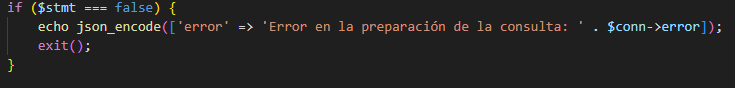 if ($stmt === false) {
    echo json_encode(['error' => 'Error en la preparación de la consulta: ' . $conn->error]);
    exit();
}